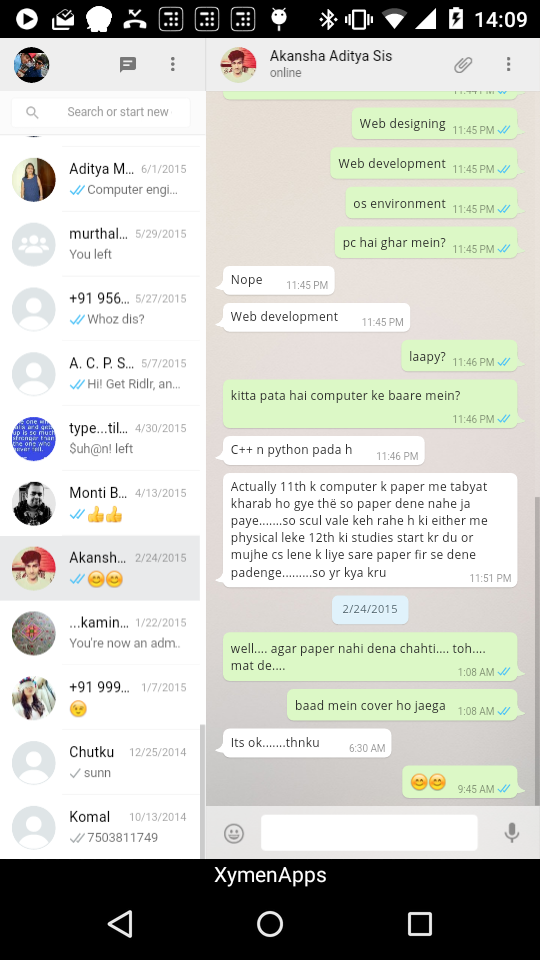 14:09
Akansha Aditya Sis
online
Search or start new
Aditya M... 6/1/2015
Computer engi...
murthal... 5/29/2015
You left
+91 956... 5/27/2015
Whoz dis?
A. C. P. S... 5/7/2015
Hi! Get Ridlr, an...
type...til... 4/30/2015
$uh@n! left
Monti B... 4/13/2015
👍👍
Akansh... 2/24/2015
😊😊
...kamin... 1/22/2015
You're now an adm..
+91 999... 1/7/2015
😉
Chutku 12/25/2014
sunn
Komal 10/13/2014
7503811749
11:44 PM
Web designing
11:45 PM
Web development
11:45 PM
os environment
11:45 PM
pc hai ghar mein?
11:45 PM
Nope
11:45 PM
Web development
11:45 PM
laapy?
11:46 PM
kitta pata hai computer ke baare mein?
11:46 PM
C++ n python pada h
11:46 PM
Actually 11th k computer k paper me tabyat
kharab ho gye thë so paper dene nahe ja
paye.......so scul vale keh rahe h ki either me
physical leke 12th ki studies start kr du or
mujhe cs lene k liye sare paper fir se dene
padenge.........so yr kya kru
11:51 PM
2/24/2015
well.... agar paper nahi dena chahti.... toh....
mat de....
1:08 AM
baad mein cover ho jaega
1:08 AM
Its ok.......thnku
6:30 AM
😊😊
9:45 AM
XymenApps